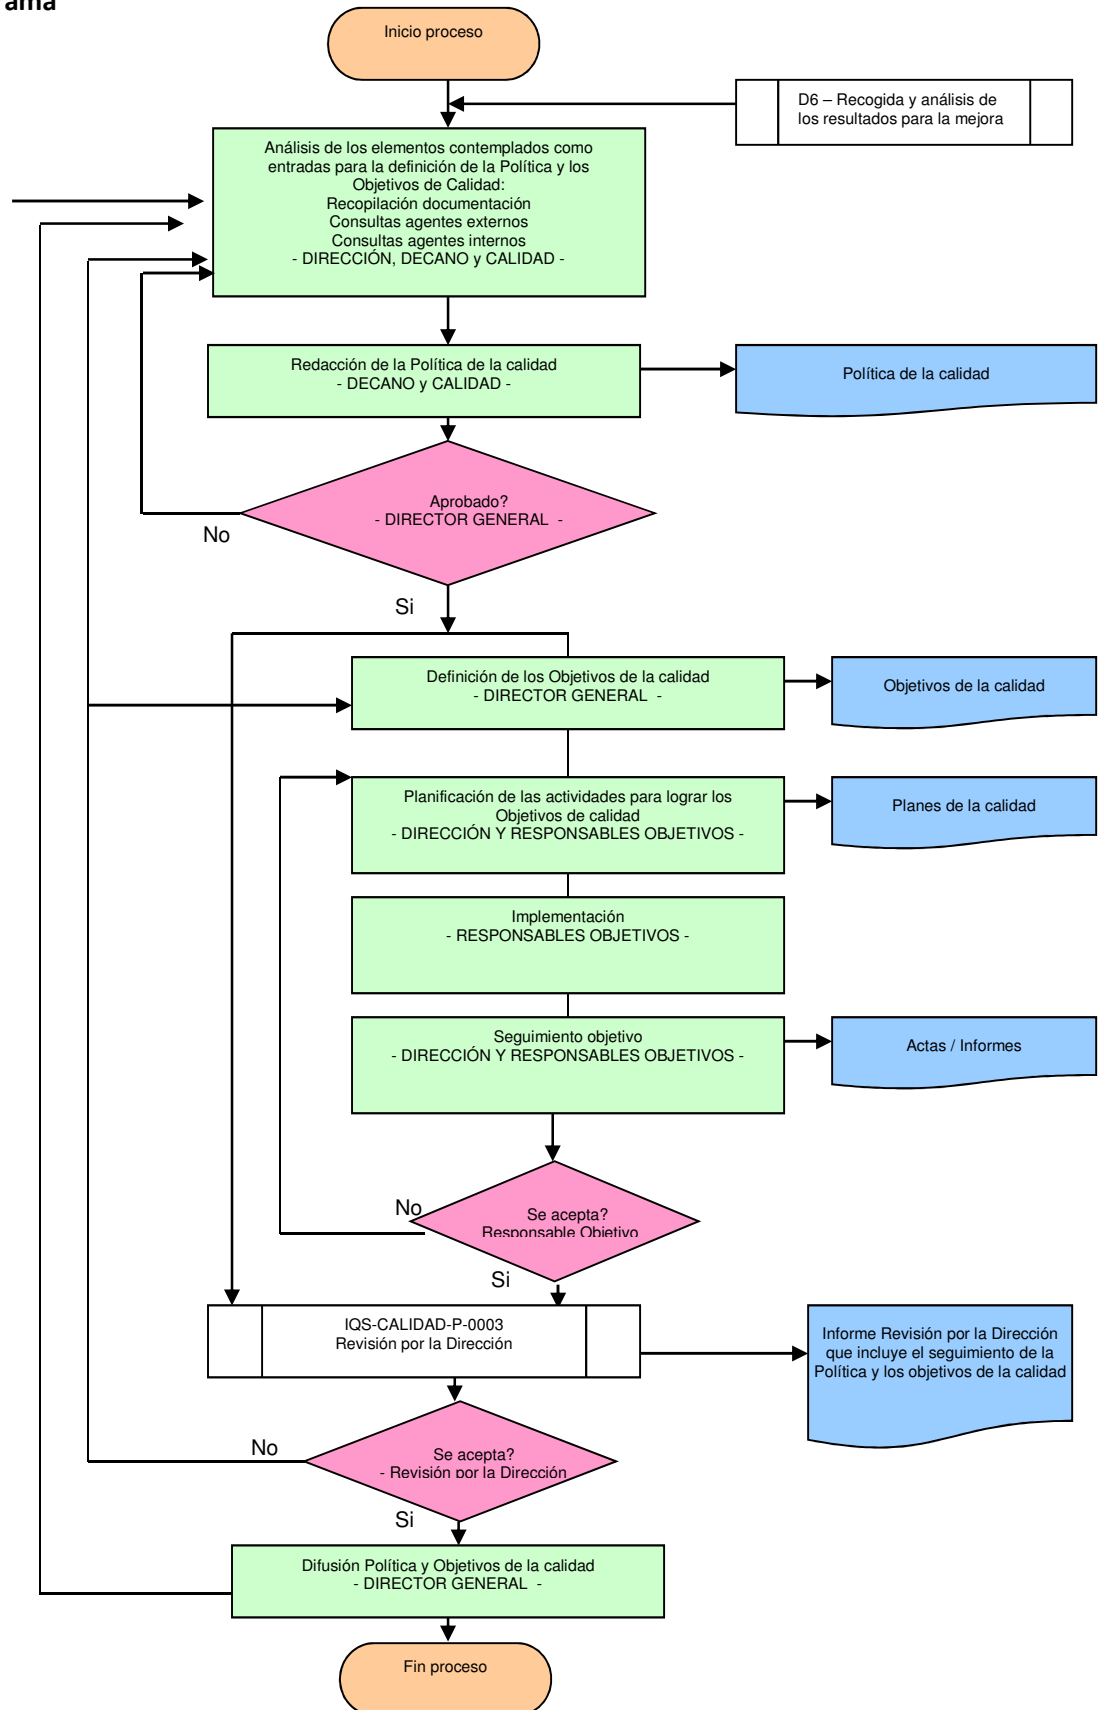 ama
Inicio proceso
D6 – Recogida y análisis de
los resultados para la mejora
Análisis de los elementos contemplados como
entradas para la definición de la Política y los
Objetivos de Calidad:
Recopilación documentación
Consultas agentes externos
Consultas agentes internos
- DIRECCIÓN, DECANO y CALIDAD -
Redacción de la Política de la calidad
- DECANO y CALIDAD -
Política de la calidad
Aprobado?
- DIRECTOR GENERAL -
No
Si
Definición de los Objetivos de la calidad
- DIRECTOR GENERAL -
Objetivos de la calidad
Planificación de las actividades para lograr los
Objetivos de calidad
- DIRECCIÓN Y RESPONSABLES OBJETIVOS -
Planes de la calidad
Implementación
- RESPONSABLES OBJETIVOS -
Seguimiento objetivo
- DIRECCIÓN Y RESPONSABLES OBJETIVOS -
Actas / Informes
No
Se acepta?
Responsable Objetivo
Si
IQS-CALIDAD-P-0003
Revisión por la Dirección
Informe Revisión por la Dirección
que incluye el seguimiento de la
Política y los objetivos de la calidad
No
Se acepta?
- Revisión por la Dirección
Si
Difusión Política y Objetivos de la calidad
- DIRECTOR GENERAL -
Fin proceso